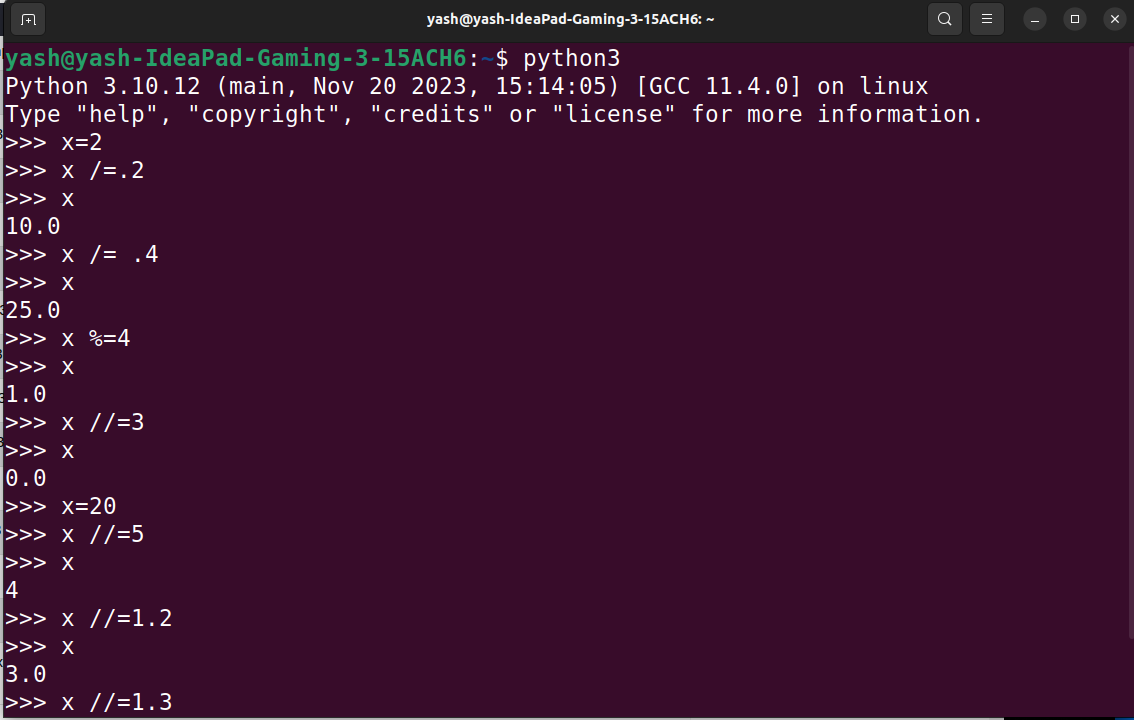 yash@yash-IdeaPad-Gaming-3-15ACH6: ~
yash@yash-IdeaPad-Gaming-3-15ACH6:~$ python3
Python 3.10.12 (main, Nov 20 2023, 15:14:05) [GCC 11.4.0] on linux
Type "help", "copyright", "credits" or "license" for more information.
>>> x=2
>>> x /=.2
>>> x
10.0
>>> x /= .4
>>> x
25.0
>>> x %=4
>>> x
1.0
>>> x //=3
>>> x
0.0
>>> x=20
>>> x //=5
>>> x
4
>>> x //=1.2
>>> x
3.0
>>> x //=1.3